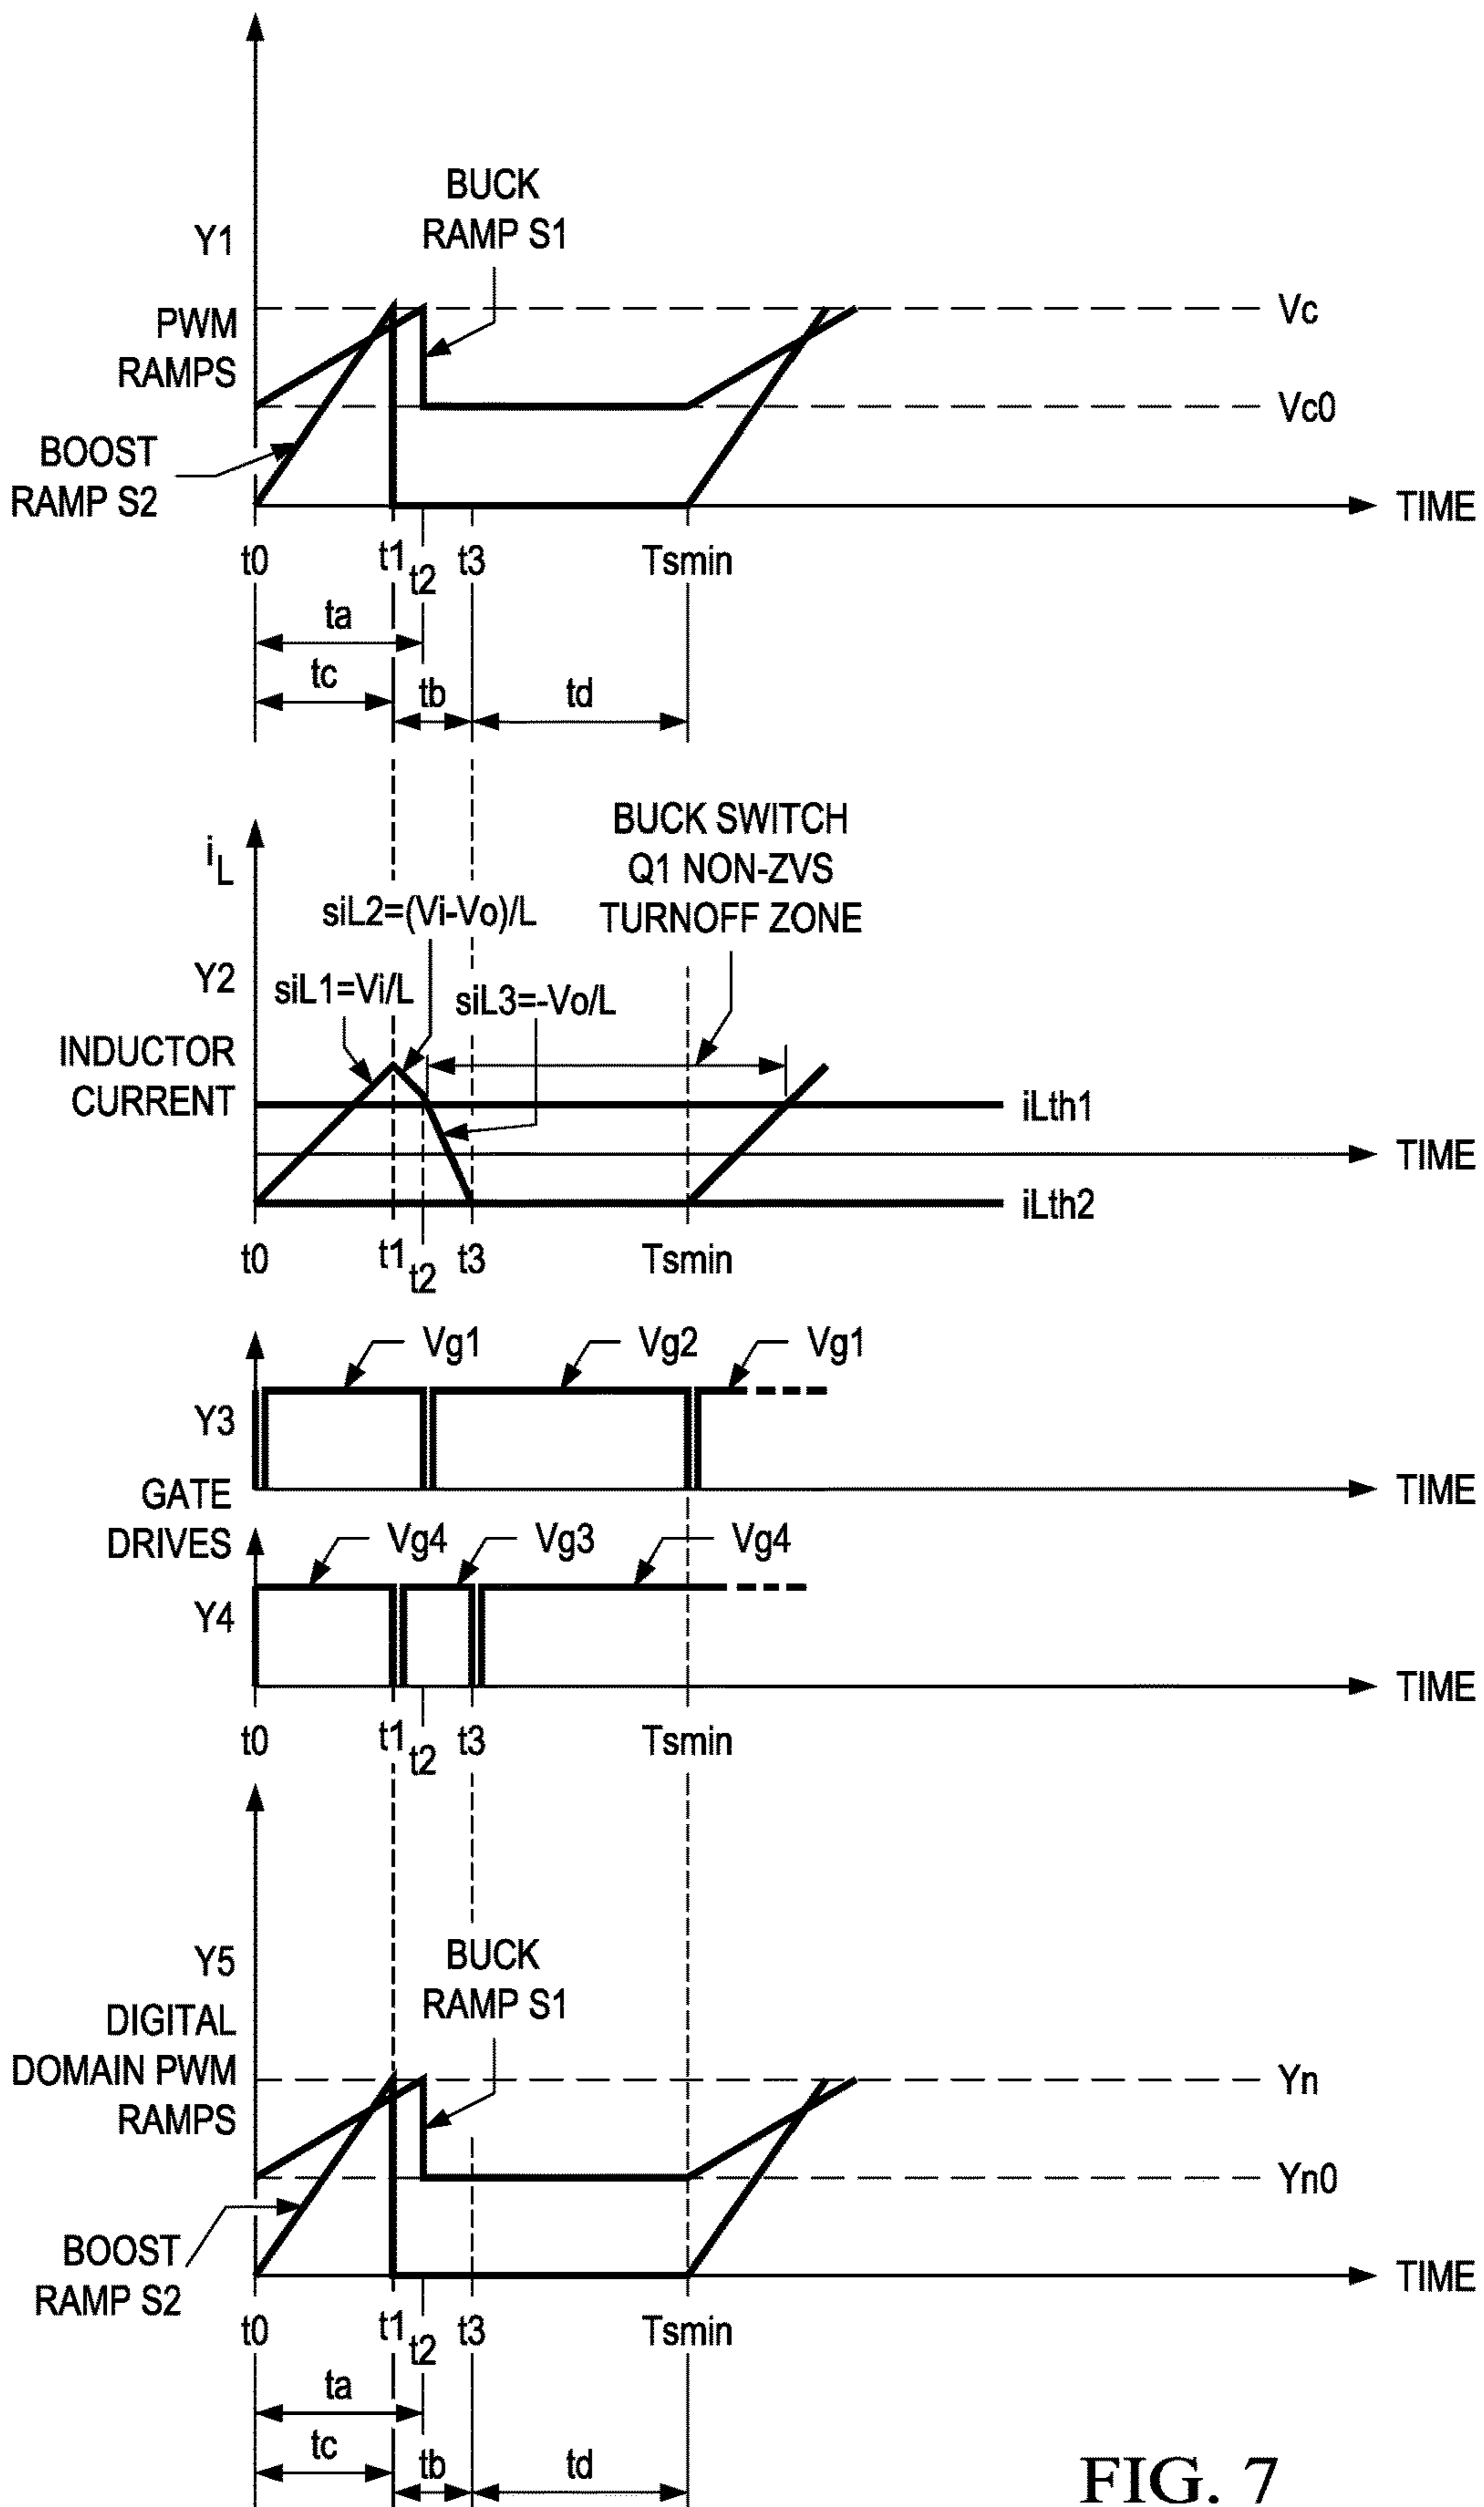 BUCK
RAMP S1
Y1
PWM
RAMPS
Vc
Vc0
BOOST
RAMP S2
TIME
t0
t1
t2
t3
Tsmin
ta
tc
tb
td
BUCK SWITCH
Q1 NON-ZVS
TURNOFF ZONE
iL
siL2=(Vi-Vo)/L
Y2
siL1=Vi/L
siL3=-Vo/L
INDUCTOR
CURRENT
iLth1
TIME
iLth2
t0
t1
t2
t3
Tsmin
Vg1
Vg2
Vg1
Y3
GATE
DRIVES
TIME
Vg4
Vg3
Vg4
Y4
TIME
t0
t1
t2
t3
Tsmin
Y5
BUCK
RAMP S1
DIGITAL
DOMAIN PWM
RAMPS
Yn
Yn0
BOOST
RAMP S2
TIME
t0
t1
t2
t3
Tsmin
ta
tc
tb
td
FIG. 7